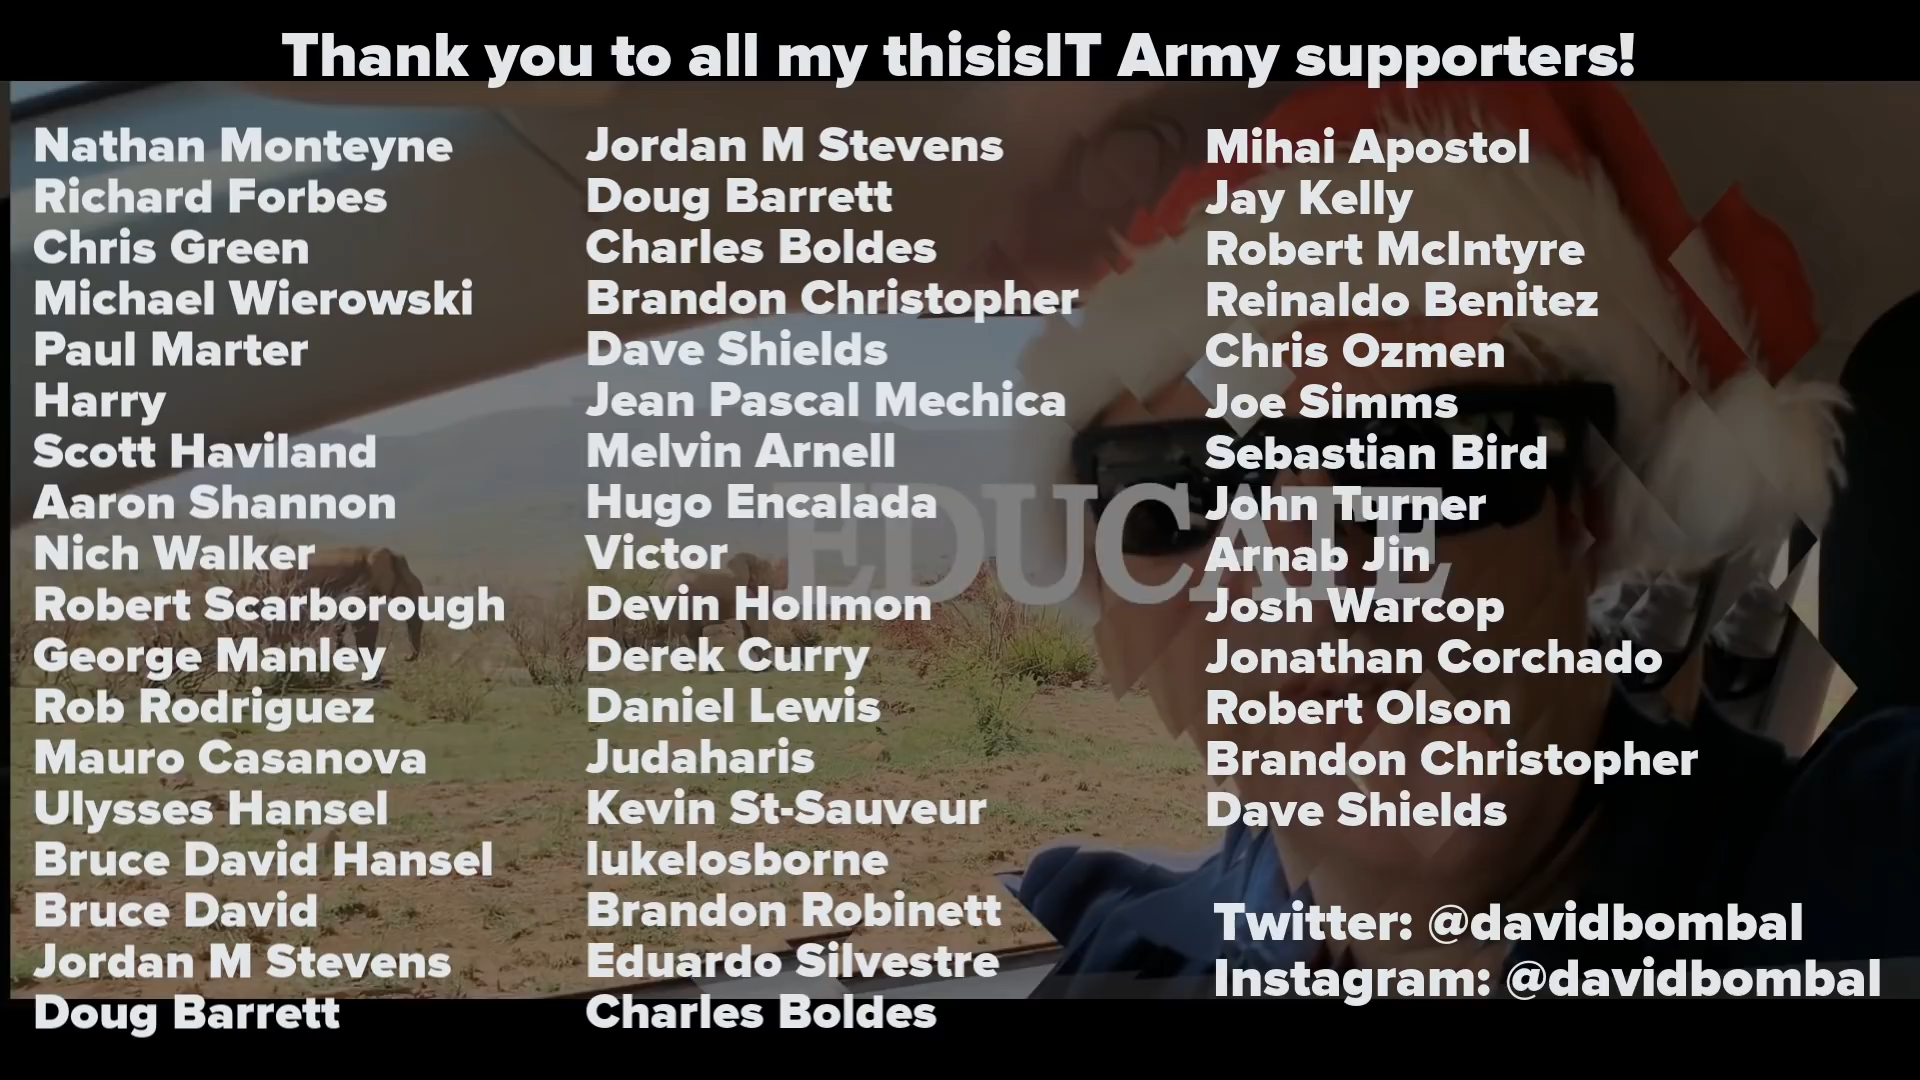 Thank you to all my thisisIT Army supporters!
Nathan Monteyne
Richard Forbes
Chris Green
Michael Wierowski
Paul Marter
Harry
Scott Haviland
Aaron Shannon
Nich Walker
Robert Scarborough
George Manley
Rob Rodriguez
Mauro Casanova
Ulysses Hansel
Bruce David Hansel
Bruce David
Jordan M Stevens
Doug Barrett
Jordan M Stevens
Doug Barrett
Charles Boldes
Brandon Christopher
Dave Shields
Jean Pascal Mechica
Melvin Arnell
Hugo Encalada
Victor
Devin Hollmon
Derek Curry
Daniel Lewis
Judaharis
Kevin St-Sauveur
lukelosborne
Brandon Robinett
Eduardo Silvestre
Charles Boldes
Mihai Apostol
Jay Kelly
Robert McIntyre
Reinaldo Benitez
Chris Ozmen
Joe Simms
Sebastian Bird
John Turner
Arnab Jin
Josh Warcop
Jonathan Corchado
Robert Olson
Brandon Christopher
Dave Shields
EDUCATE
Twitter: @davidbombal
Instagram: @davidbombal